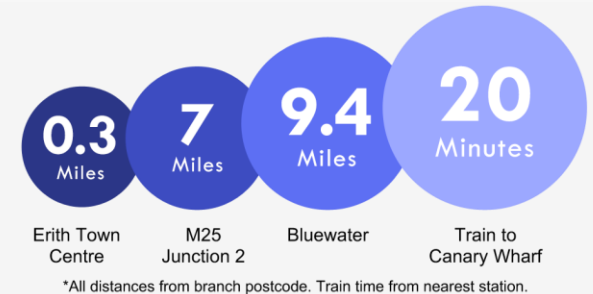 0.3
Miles
7
Miles
9.4
Miles
20
Minutes
Erith Town
Centre
M25
Junction 2
Bluewater
Train to
Canary Wharf
*All distances from branch postcode. Train time from nearest station.